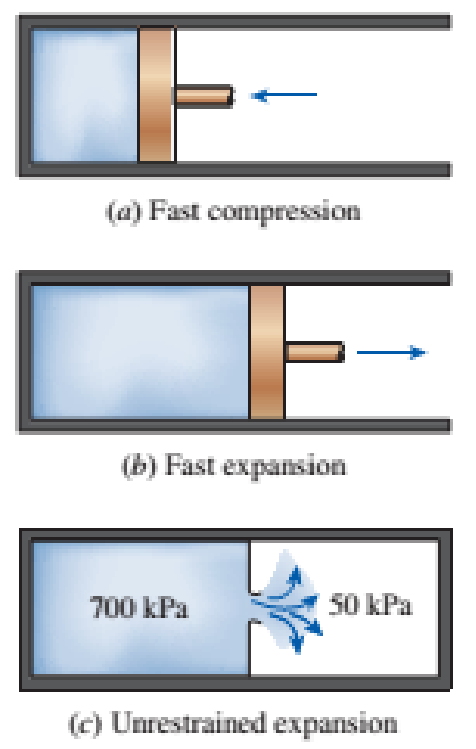 (a) Fast compression
(b) Fast expansion
700 kPa
50 kPa
(c) Unrestrained expansion